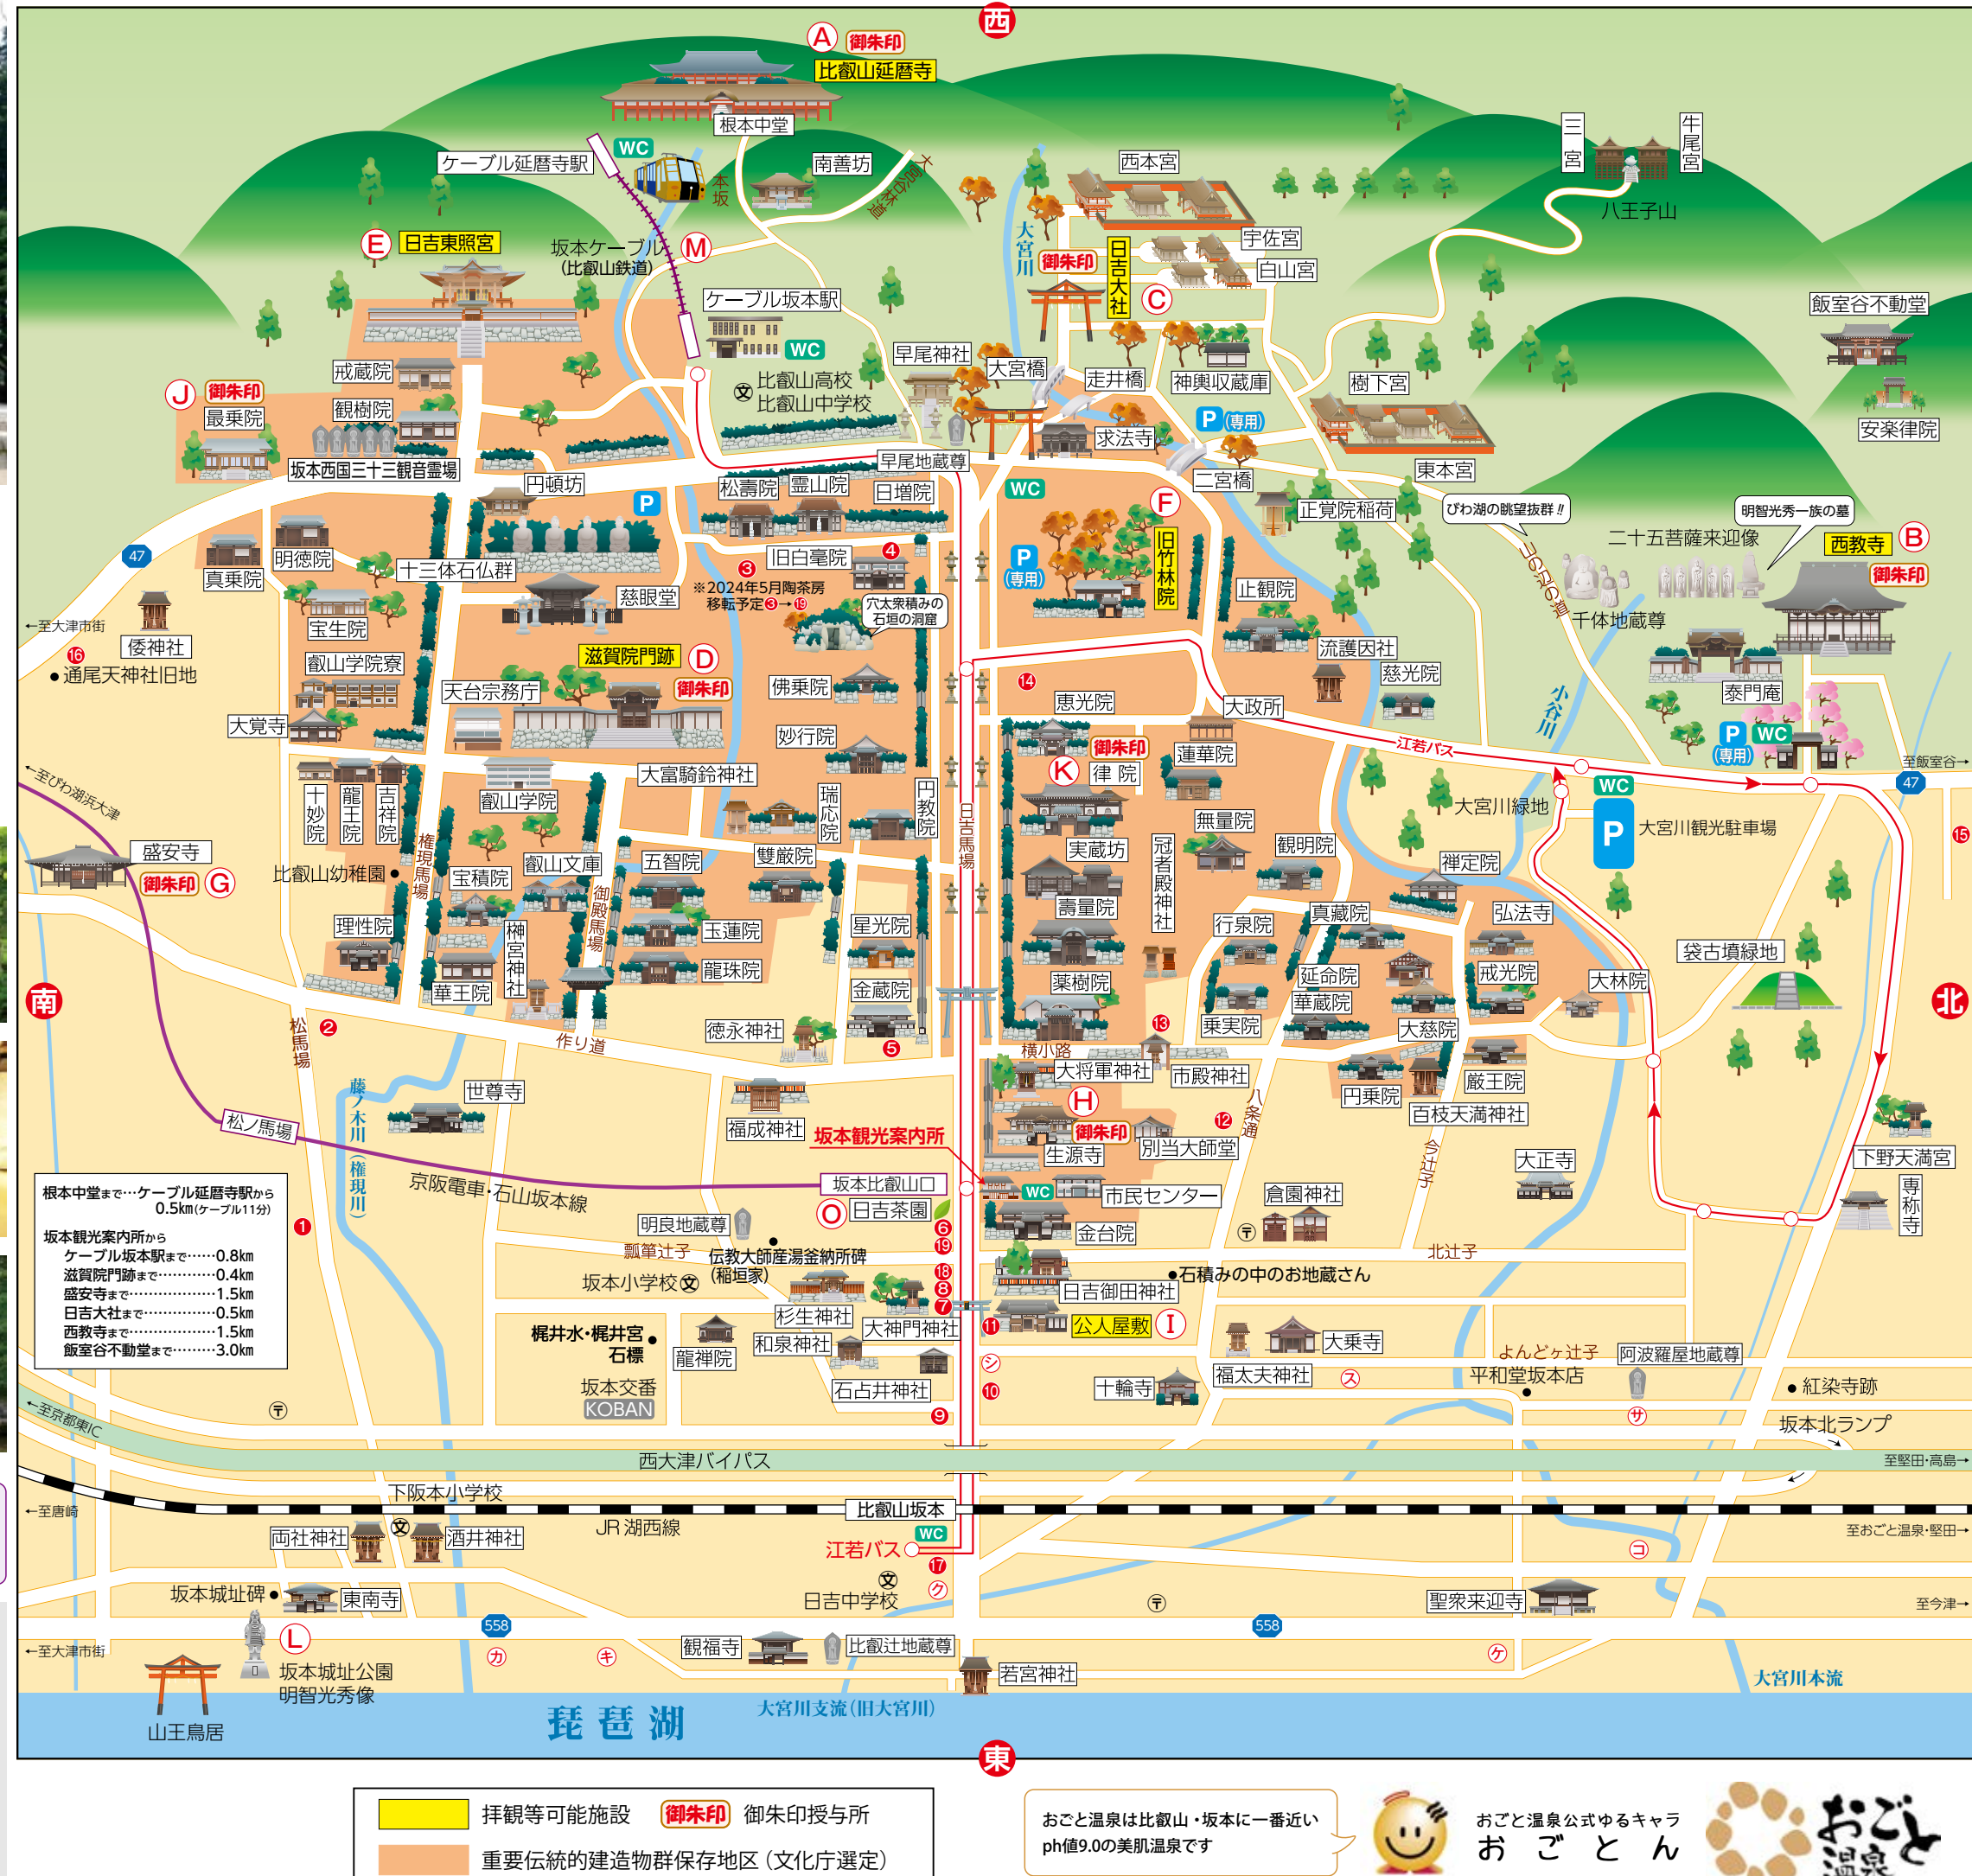 西
A 御朱印
比叡山延暦寺
根本中堂
ケーブル延暦寺駅
WC
本坂
南善坊
大宮谷林道
西本宮
三宮
牛尾宮
八王子山
E 日吉東照宮
坂本ケーブル
(比叡山鉄道)
M
大宮川
御朱印
日吉大社
C
宇佐宮
白山宮
ケーブル坂本駅
WC
飯室谷不動堂
安楽律院
戒蔵院
早尾神社
大宮橋
走井橋
神輿収蔵庫
樹下宮
比叡山高校
比叡山中学校
J 御朱印
最乗院
観樹院
坂本西国三十三観音霊場
P(専用)
求法寺
早尾地蔵尊
二宮橋
東本宮
円頓坊
P
松壽院
霊山院
日増院
WC
F
旧竹林院
正覚院稲荷
びわ湖の眺望抜群!!
明智光秀一族の墓
二十五菩薩来迎像
西教寺 B
御朱印
山の辺の道
千体地蔵尊
47
真乗院
明徳院
十三体石仏群
旧白毫院
4
3
※2024年5月陶茶房
移転予定3→19
慈眼堂
穴太衆積みの
石垣の洞窟
P
(専用)
止観院
←至大津市街
倭神社
16
通尾天神社旧地
宝生院
叡山学院寮
滋賀院門跡 D
御朱印
天台宗務庁
佛乗院
流護因社
慈光院
大覚寺
妙行院
14
恵光院
大政所
小谷川
泰門庵
P
(専用)
WC
江若バス
至飯室谷→
47
←至びわ湖浜大津
十妙院
龍王院
吉祥院
叡山学院
大富騎鈴神社
瑞応院
円教院
御朱印
K 律院
蓮華院
WC
P
大宮川緑地
大宮川観光駐車場
15
盛安寺
御朱印 G
比叡山幼稚園
権現馬場
宝積院
叡山文庫
五智院
雙厳院
日吉馬場
実蔵坊
無量院
観明院
禅定院
冠者殿神社
理性院
榊宮神社
御殿馬場
玉蓮院
星光院
壽量院
行泉院
真蔵院
弘法寺
袋古墳緑地
南
華王院
龍珠院
金蔵院
薬樹院
延命院
戒光院
大林院
北
松馬場
2
作り道
徳永神社
5
華蔵院
乗実院
大慈院
13
横小路
大将軍神社
市殿神社
厳王院
藤ノ木川(権現川)
世尊寺
福成神社
H
御朱印
生源寺
別当大師堂
12
八条通
円乗院
百枝天満神社
松ノ馬場
坂本観光案内所
今辻子
大正寺
下野天満宮
専称寺
根本中堂まで…ケーブル延暦寺駅から
0.5km(ケーブル11分)
坂本観光案内所から
ケーブル坂本駅まで……0.8km
滋賀院門跡まで…………0.4km
盛安寺まで………………1.5km
日吉大社まで……………0.5km
西教寺まで………………1.5km
飯室谷不動堂まで………3.0km
1
京阪電車・石山坂本線
坂本比叡山口
WC
市民センター
倉園神社
O 日吉茶園
6
19
明良地蔵尊
金台院
瓢箪辻子
伝教大師産湯釜納所碑
(稲垣家)
北辻子
坂本小学校
18
8
7
石積みの中のお地蔵さん
日吉御田神社
杉生神社
大神門神社
11
公人屋敷 I
梶井水・梶井宮
石標
龍禅院
和泉神社
石占井神社
シ
10
9
坂本交番
KOBAN
福太夫神社
大乗寺
ス
十輪寺
よんどヶ辻子
平和堂坂本店
阿波羅屋地蔵尊
サ
紅染寺跡
坂本北ランプ
←至京都東IC
西大津バイパス
至堅田・高島→
下阪本小学校
比叡山坂本
←至唐崎
JR湖西線
WC
至おごと温泉・堅田→
両社神社
酒井神社
江若バス
17
ク
コ
日吉中学校
坂本城址碑
東南寺
聖衆来迎寺
至今津→
558
558
←至大津市街
L
坂本城址公園
明智光秀像
カ
キ
観福寺
比叡辻地蔵尊
若宮神社
ケ
山王鳥居
琵琶湖
大宮川支流(旧大宮川)
大宮川本流
東
拝観等可能施設
御朱印 御朱印授与所
重要伝統的建造物群保存地区(文化庁選定)
おごと温泉は比叡山・坂本に一番近い
ph値9.0の美肌温泉です
おごと温泉公式ゆるキャラ
おごとん
おごと
温泉